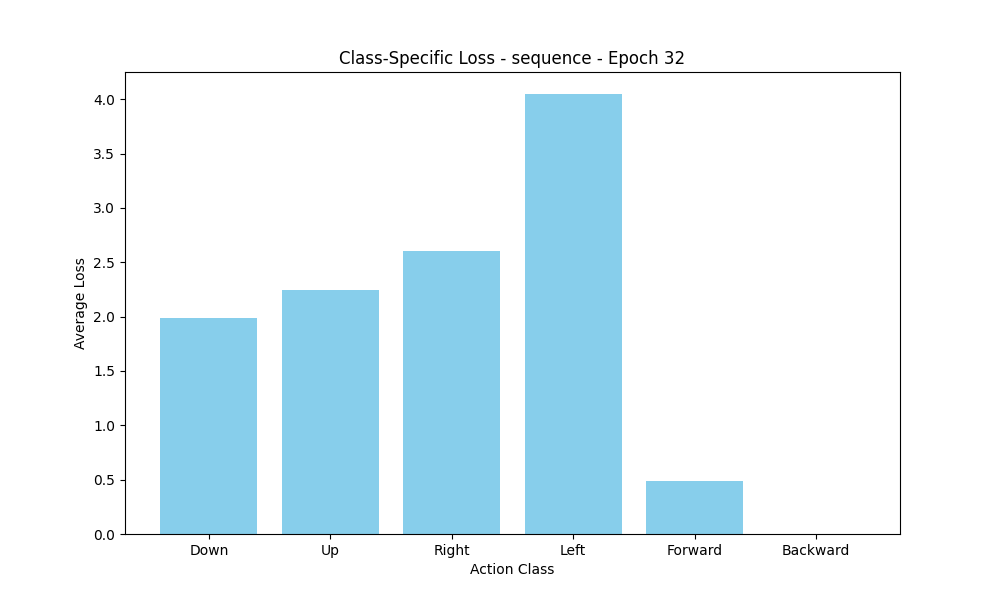 Class-Specific Loss - sequence - Epoch 32
4.0
3.5
3.0
2.5
2.0
1.5
1.0
0.5
0.0
Average Loss
Down Up Right Left Forward Backward
Action Class